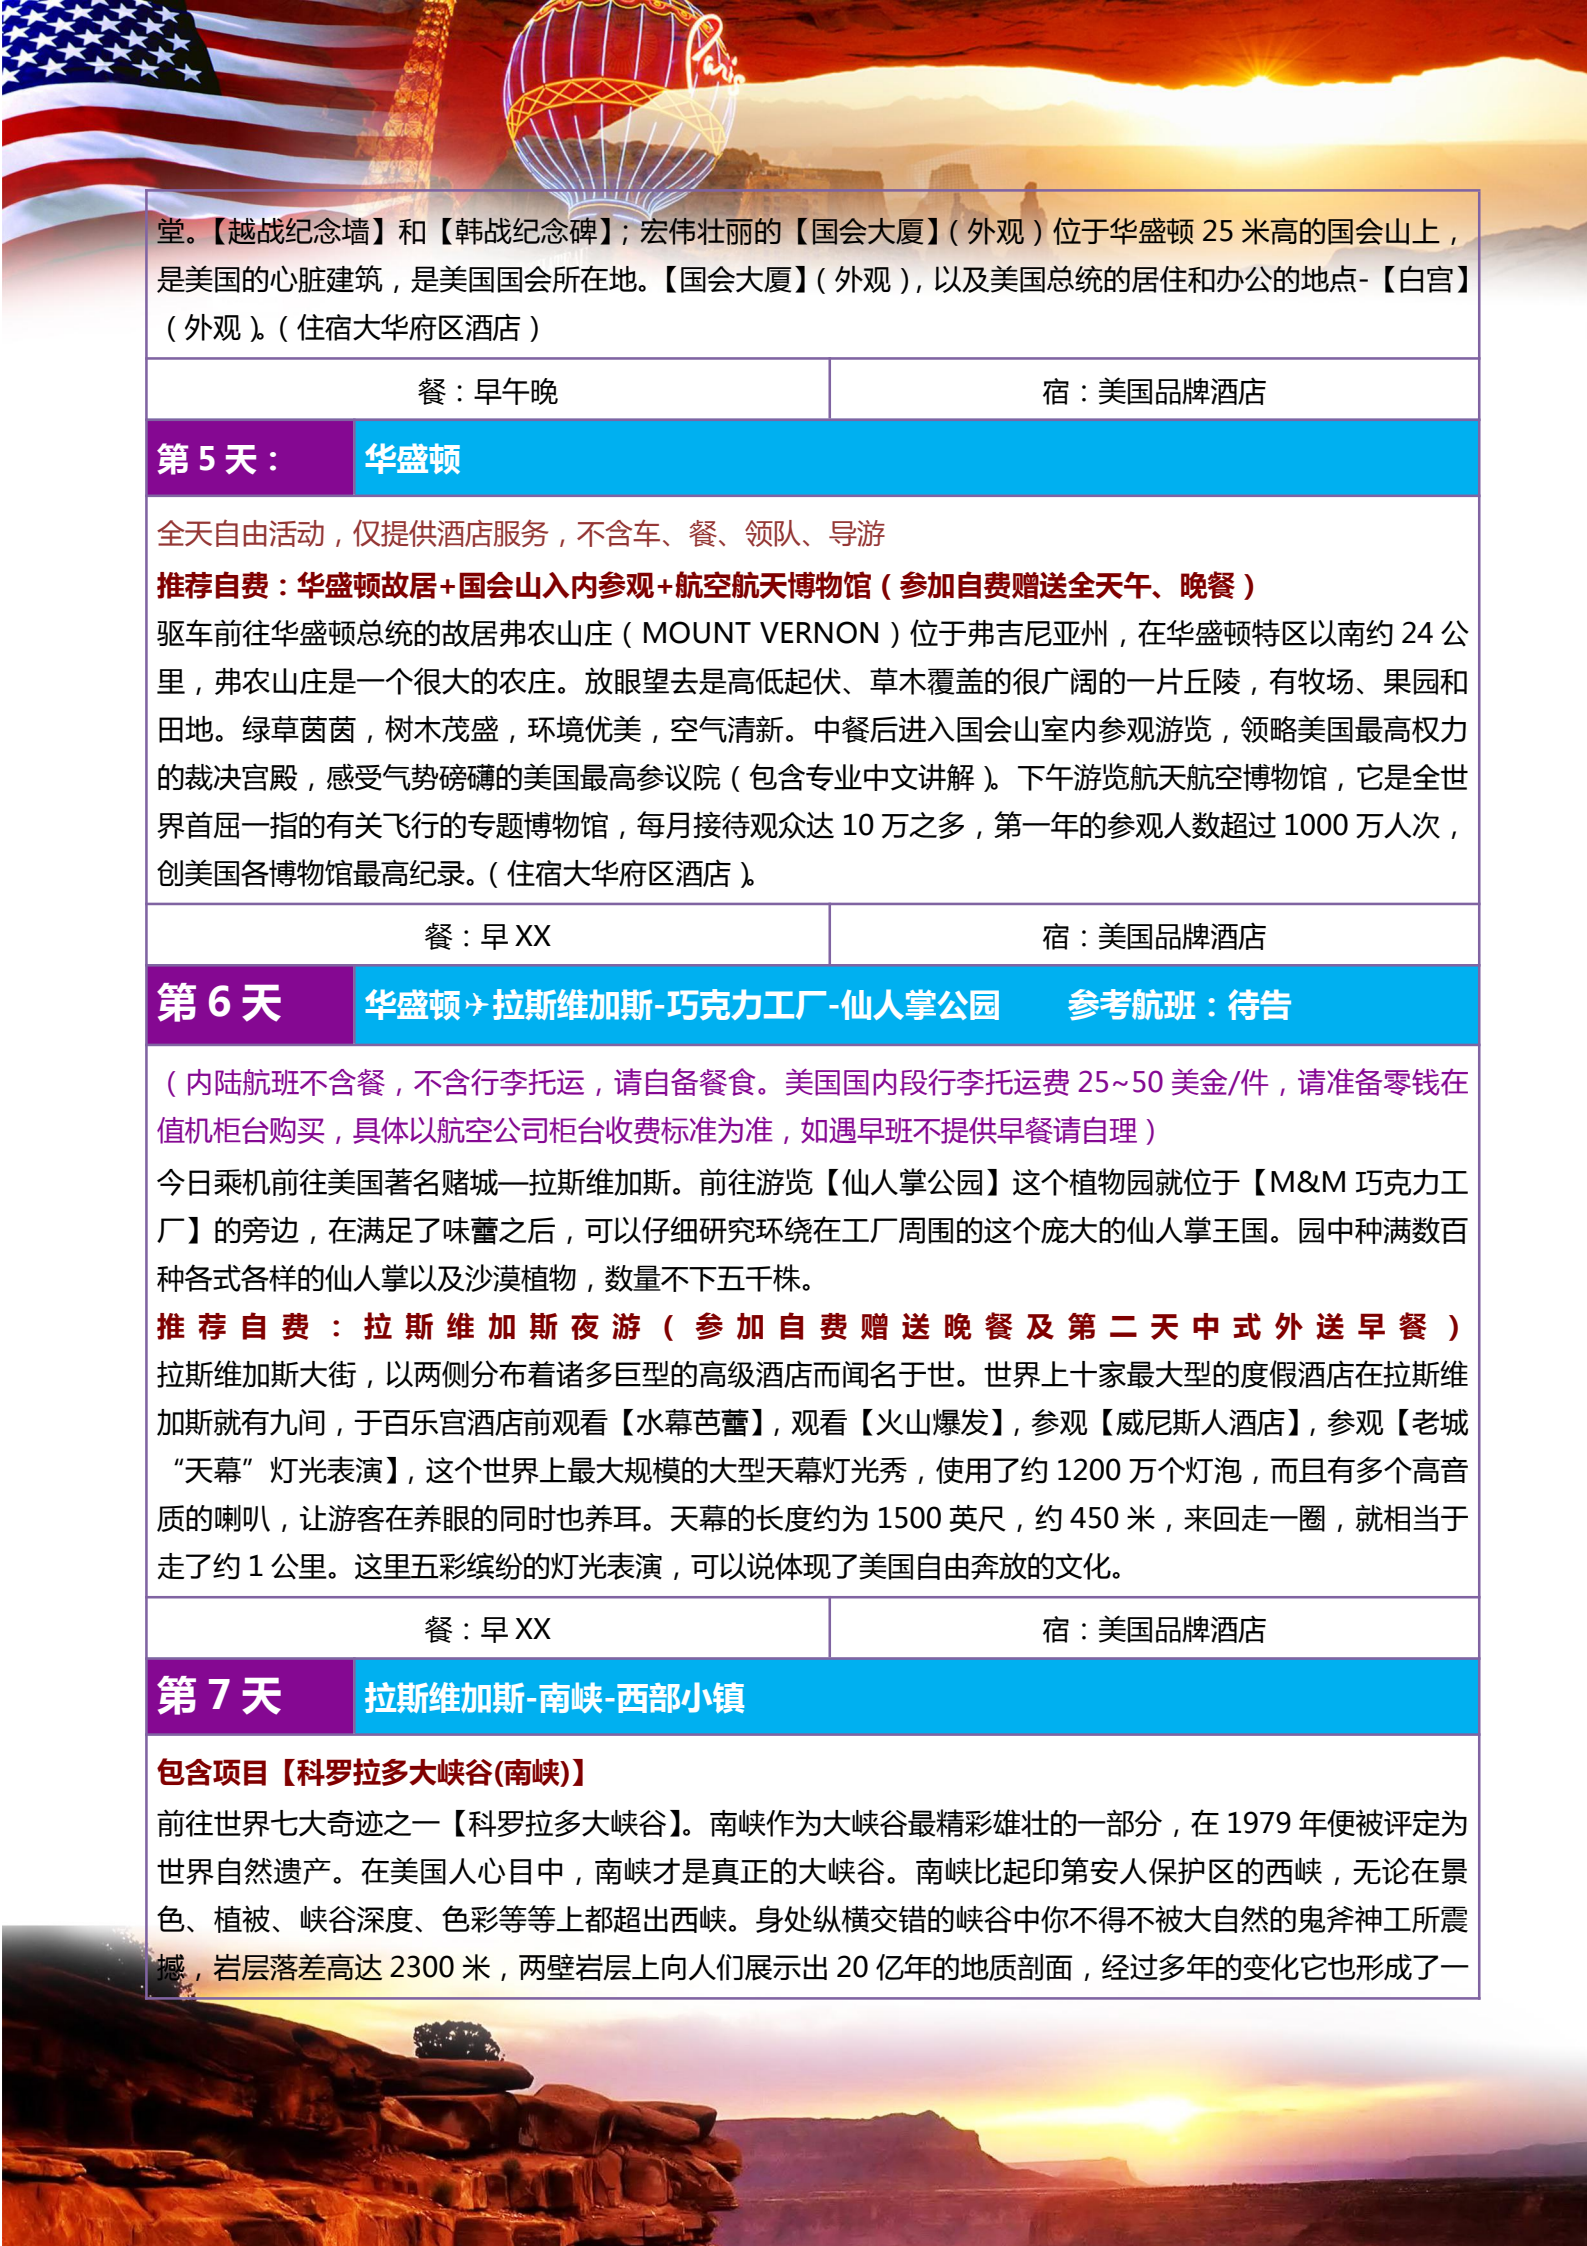 Paris
堂。【越战纪念墙】和【韩战纪念碑】；宏伟壮丽的【国会大厦】（外观）位于华盛顿 25 米高的国会山上，
是美国的心脏建筑，是美国国会所在地。【国会大厦】（外观），以及美国总统的居住和办公的地点-【白宫】
（外观）。（住宿大华府区酒店）
餐：早午晚
宿：美国品牌酒店
第 5 天：
华盛顿
全天自由活动，仅提供酒店服务，不含车、餐、领队、导游
推荐自费：华盛顿故居+国会山入内参观+航空航天博物馆（参加自费赠送全天午、晚餐）
驱车前往华盛顿总统的故居弗农山庄（MOUNT VERNON）位于弗吉尼亚州，在华盛顿特区以南约 24 公
里，弗农山庄是一个很大的农庄。放眼望去是高低起伏、草木覆盖的很广阔的一片丘陵，有牧场、果园和
田地。绿草茵茵，树木茂盛，环境优美，空气清新。中餐后进入国会山室内参观游览，领略美国最高权力
的裁决宫殿，感受气势磅礴的美国最高参议院（包含专业中文讲解）。下午游览航天航空博物馆，它是全世
界首屈一指的有关飞行的专题博物馆，每月接待观众达 10 万之多，第一年的参观人数超过 1000 万人次，
创美国各博物馆最高纪录。（住宿大华府区酒店）。
餐：早 XX
宿：美国品牌酒店
第 6 天
华盛顿✈拉斯维加斯-巧克力工厂-仙人掌公园 参考航班：待告
（内陆航班不含餐，不含行李托运，请自备餐食。美国国内段行李托运费 25~50 美金/件，请准备零钱在
值机柜台购买，具体以航空公司柜台收费标准为准，如遇早班不提供早餐请自理）
今日乘机前往美国著名赌城—拉斯维加斯。前往游览【仙人掌公园】这个植物园就位于【M&M 巧克力工
厂】的旁边，在满足了味蕾之后，可以仔细研究环绕在工厂周围的这个庞大的仙人掌王国。园中种满数百
种各式各样的仙人掌以及沙漠植物，数量不下五千株。
推荐自费：拉斯维加斯夜游（参加自费赠送晚餐及第二天中式外送早餐）
拉斯维加斯大街，以两侧分布着诸多巨型的高级酒店而闻名于世。世界上十家最大型的度假酒店在拉斯维
加斯就有九间，于百乐宫酒店前观看【水幕芭蕾】，观看【火山爆发】，参观【威尼斯人酒店】，参观【老城
“天幕”灯光表演】，这个世界上最大规模的大型天幕灯光秀，使用了约 1200 万个灯泡，而且有多个高音
质的喇叭，让游客在养眼的同时也养耳。天幕的长度约为 1500 英尺，约 450 米，来回走一圈，就相当于
走了约 1 公里。这里五彩缤纷的灯光表演，可以说体现了美国自由奔放的文化。
餐：早 XX
宿：美国品牌酒店
第 7 天
拉斯维加斯-南峡-西部小镇
包含项目【科罗拉多大峡谷(南峡)】
前往世界七大奇迹之一【科罗拉多大峡谷】。南峡作为大峡谷最精彩雄壮的一部分，在 1979 年便被评定为
世界自然遗产。在美国人心目中，南峡才是真正的大峡谷。南峡比起印第安人保护区的西峡，无论在景
色、植被、峡谷深度、色彩等等上都超出西峡。身处纵横交错的峡谷中你不得不被大自然的鬼斧神工所震
撼，岩层落差高达 2300 米，两壁岩层上向人们展示出 20 亿年的地质剖面，经过多年的变化它也形成了一